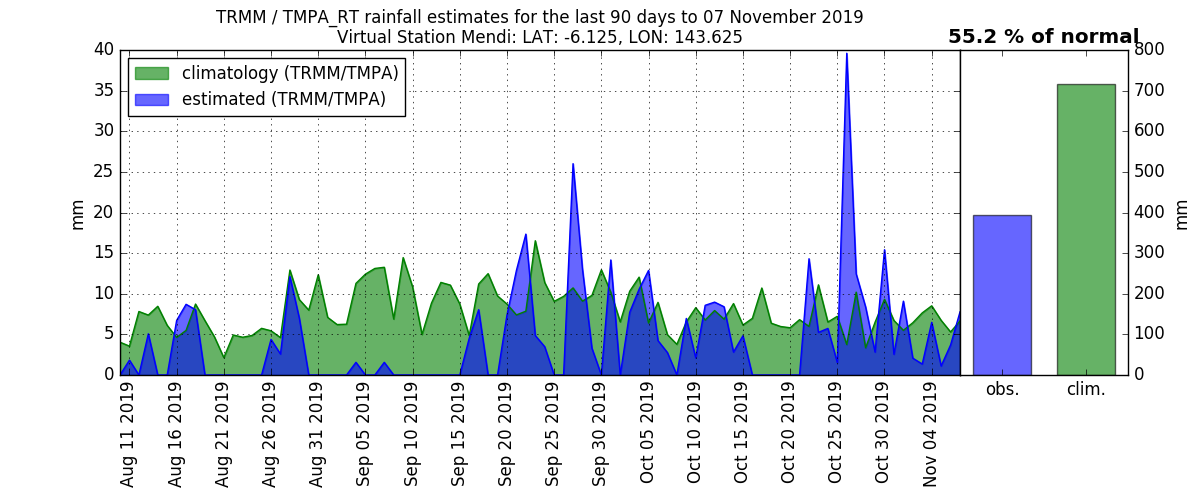 TRMM / TMPA_RT rainfall estimates for the last 90 days to 07 November 2019
Virtual Station Mendi: LAT: -6.125, LON: 143.625
55.2 % of normal
climatology (TRMM/TMPA)
estimated (TRMM/TMPA)
40
35
30
25
20
15
10
5
0
mm
800
700
600
500
400
300
200
100
0
mm
Aug 11 2019
Aug 16 2019
Aug 21 2019
Aug 26 2019
Aug 31 2019
Sep 05 2019
Sep 10 2019
Sep 15 2019
Sep 20 2019
Sep 25 2019
Sep 30 2019
Oct 05 2019
Oct 10 2019
Oct 15 2019
Oct 20 2019
Oct 25 2019
Oct 30 2019
Nov 04 2019
obs.
clim.